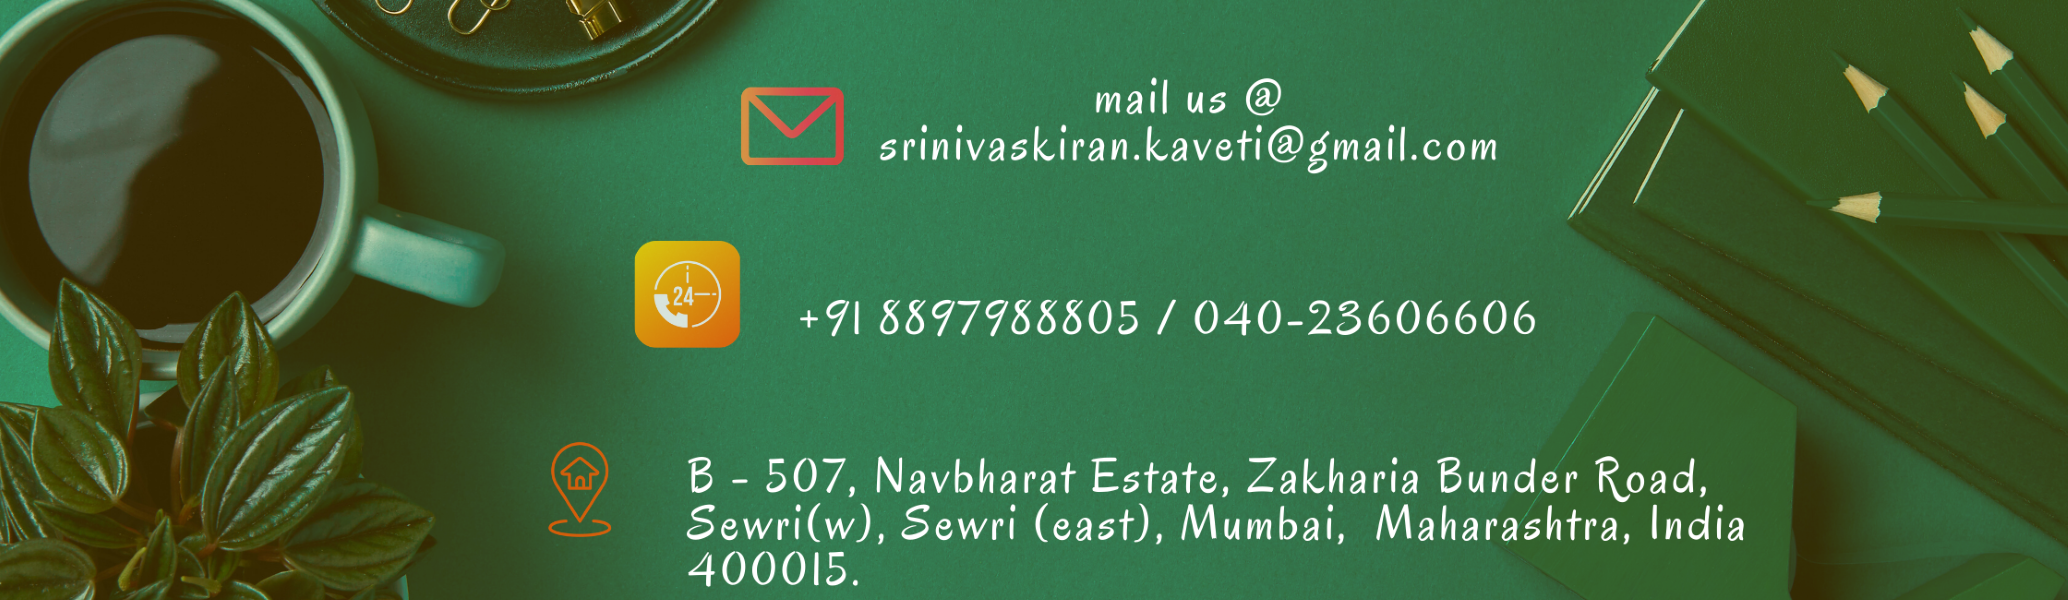 mail us @
srinivaskiran.kaveti@gmail.com
24
+91 8897988805 / 040-23606606
B - 507, Navbharat Estate, Zakharia Bunder Road,
Sewri(w), Sewri (east), Mumbai, Maharashtra, India
400015.